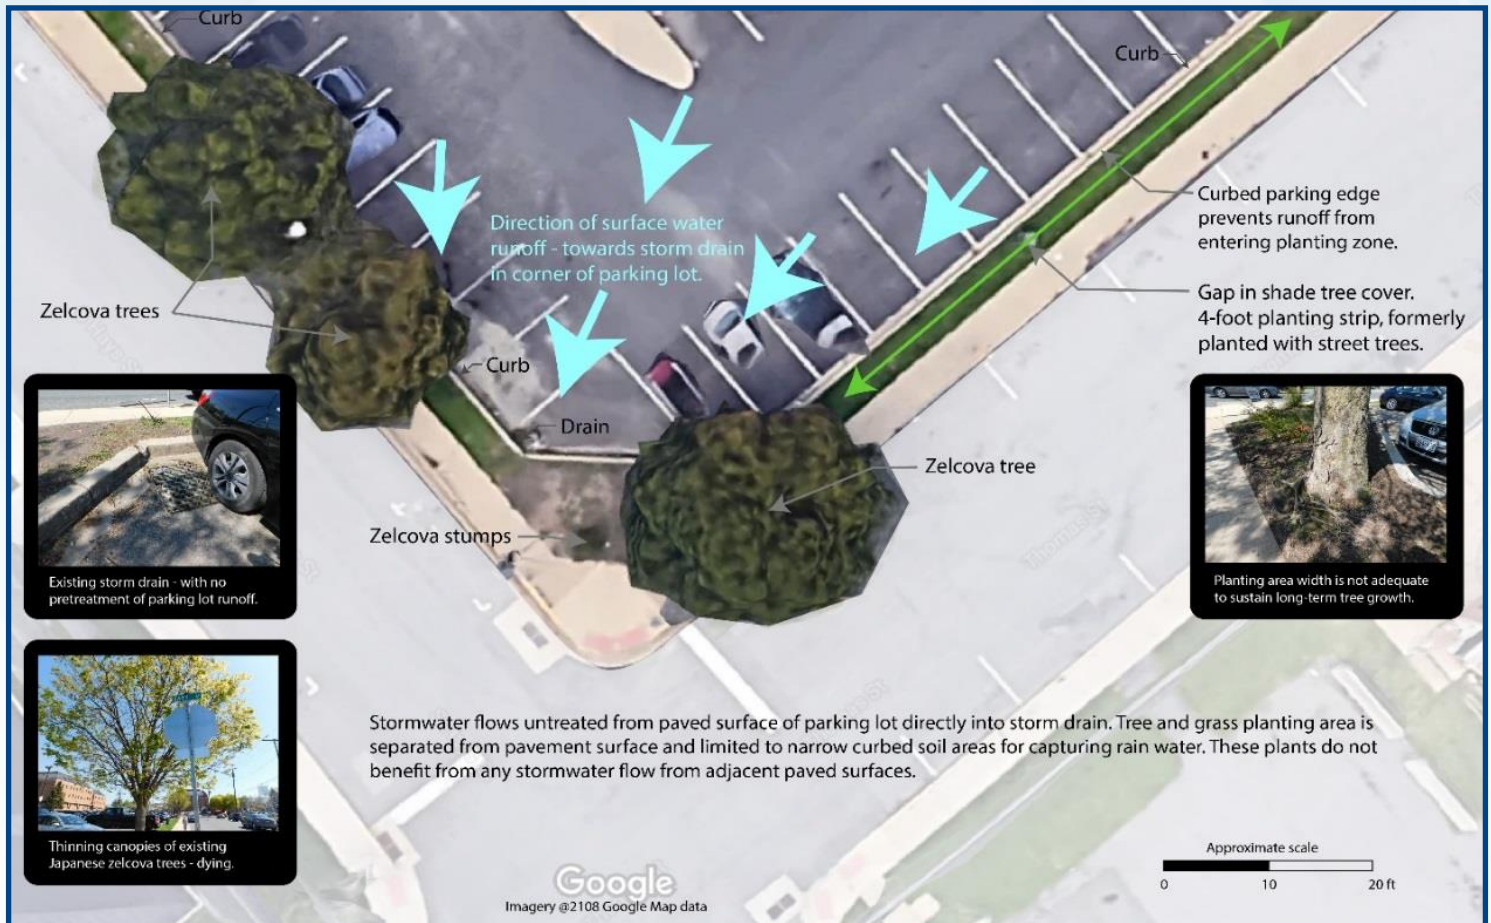 Curb
Curb
Direction of surface water
runoff - towards storm drain
in corner of parking lot.
Curbed parking edge
prevents runoff from
entering planting zone.
Zelcova trees
Gap in shade tree cover.
4-foot planting strip, formerly
planted with street trees.
Curb
Drain
Zelcova tree
Zelcova stumps
Thomas St
Existing storm drain - with no
pretreatment of parking lot runoff.
Planting area width is not adequate
to sustain long-term tree growth.
Thomas St
Stormwater flows untreated from paved surface of parking lot directly into storm drain. Tree and grass planting area is
separated from pavement surface and limited to narrow curbed soil areas for capturing rain water. These plants do not
benefit from any stormwater flow from adjacent paved surfaces.
Thinning canopies of existing
Japanese zelcova trees - dying.
Approximate scale
0 10 20 ft
Google
Imagery @2108 Google Map data